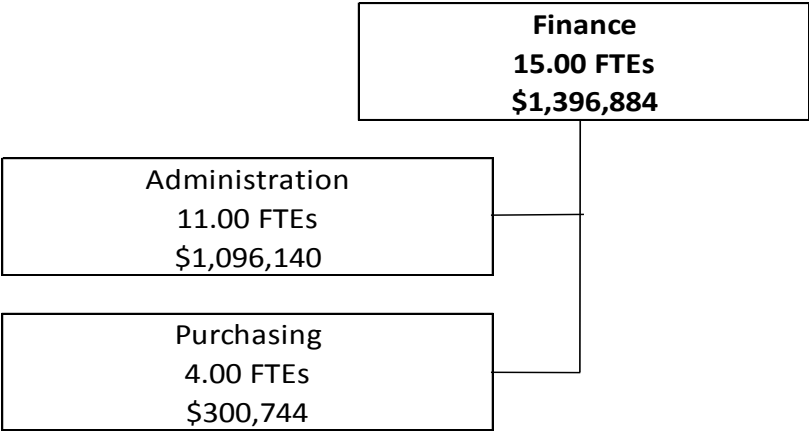 Finance
15.00 FTEs
$1,396,884
Administration
11.00 FTEs
$1,096,140
Purchasing
4.00 FTEs
$300,744